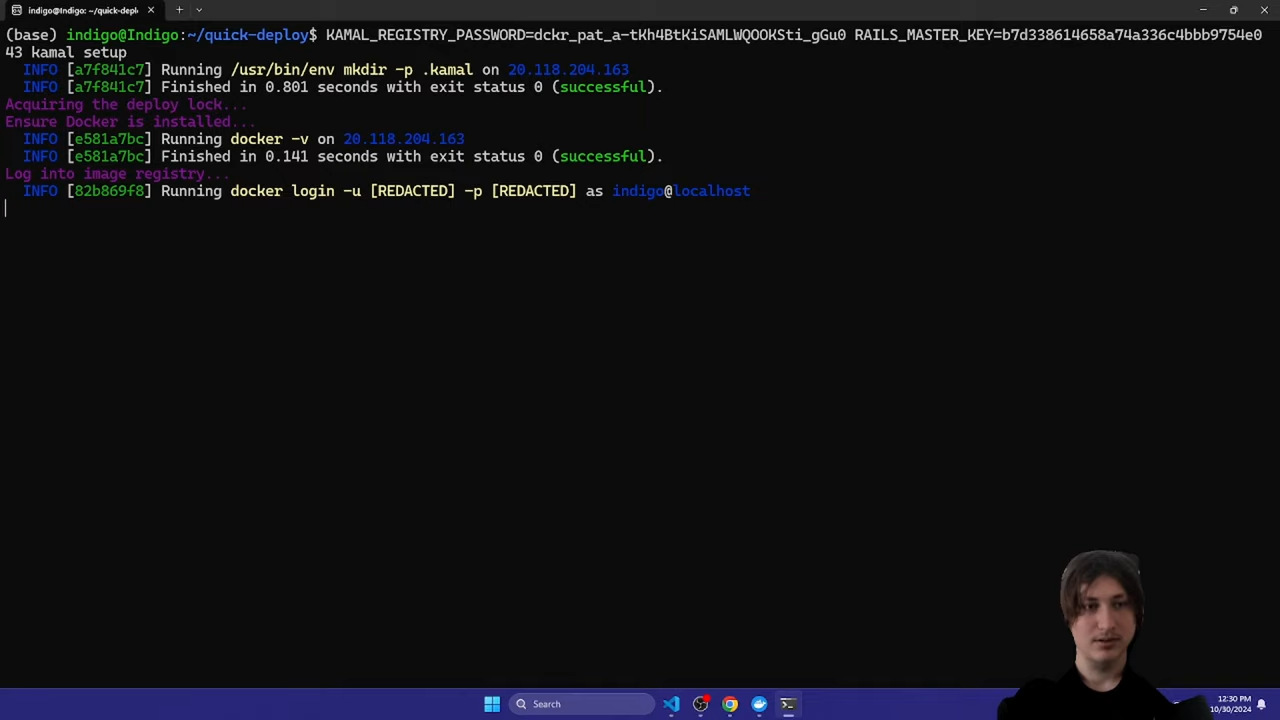 indigo@Indigo: ~/quick-depl
(base) indigo@Indigo:~/quick-deploy$ KAMAL_REGISTRY_PASSWORD=dckr_pat_a-tKh4BtKiSAMLWQOOKSti_gGu0 RAILS_MASTER_KEY=b7d338614658a74a336c4bbb9754e0
43 kamal setup
INFO [a7f841c7] Running /usr/bin/env mkdir -p .kamal on 20.118.204.163
INFO [a7f841c7] Finished in 0.801 seconds with exit status 0 (successful).
Acquiring the deploy lock...
Ensure Docker is installed...
INFO [e581a7bc] Running docker -v on 20.118.204.163
INFO [e581a7bc] Finished in 0.141 seconds with exit status 0 (successful).
Log into image registry...
INFO [82b869f8] Running docker login -u [REDACTED] -p [REDACTED] as indigo@localhost
Search
12:30 PM
10/30/2024